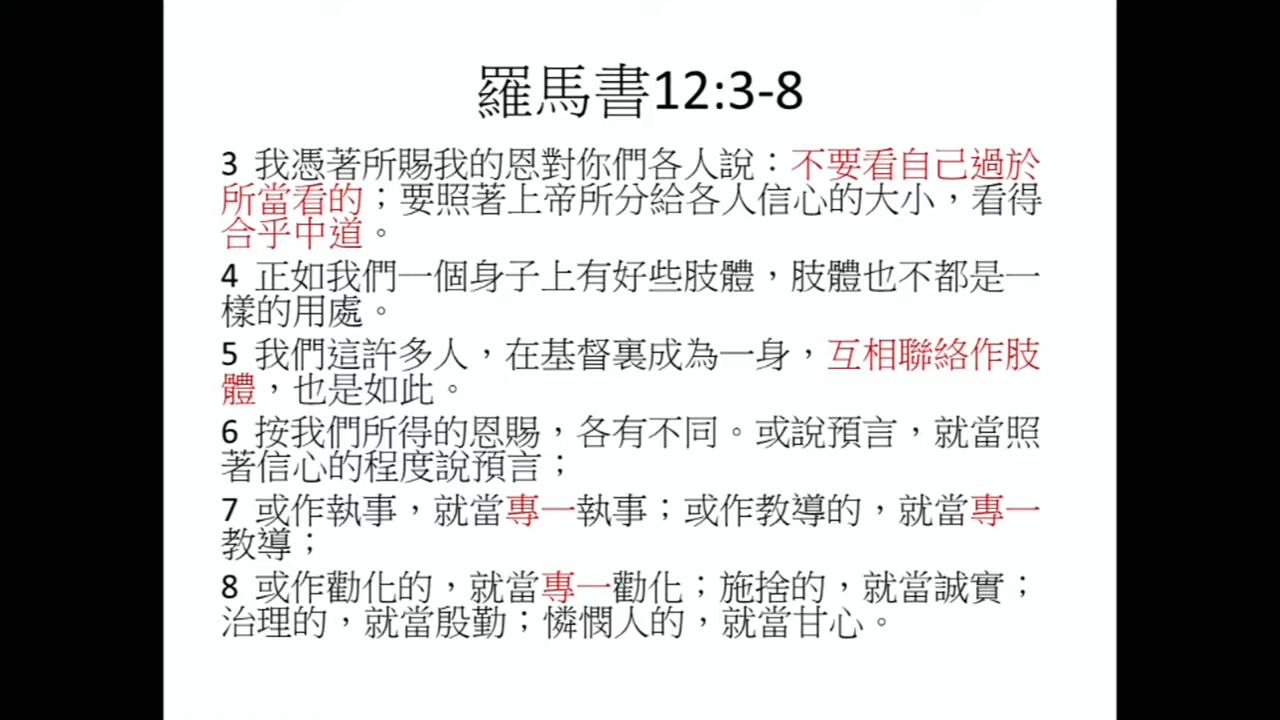 羅馬書12:3-8
3 我憑著所賜我的恩對你們各人說：不要看自己過於
所當看的；要照著上帝所分給各人信心的大小，看得
合乎中道。
4 正如我們一個身子上有好些肢體，肢體也不都是一
樣的用處。
5 我們這許多人，在基督裏成為一身，互相聯絡作肢
體，也是如此。
6 按我們所得的恩賜，各有不同。或說預言，就當照
著信心的程度說預言；
7 或作執事，就當專一執事；或作教導的，就當專一
教導；
8 或作勸化的，就當專一勸化；施捨的，就當誠實；
治理的，就當殷勤；憐憫人的，就當甘心。